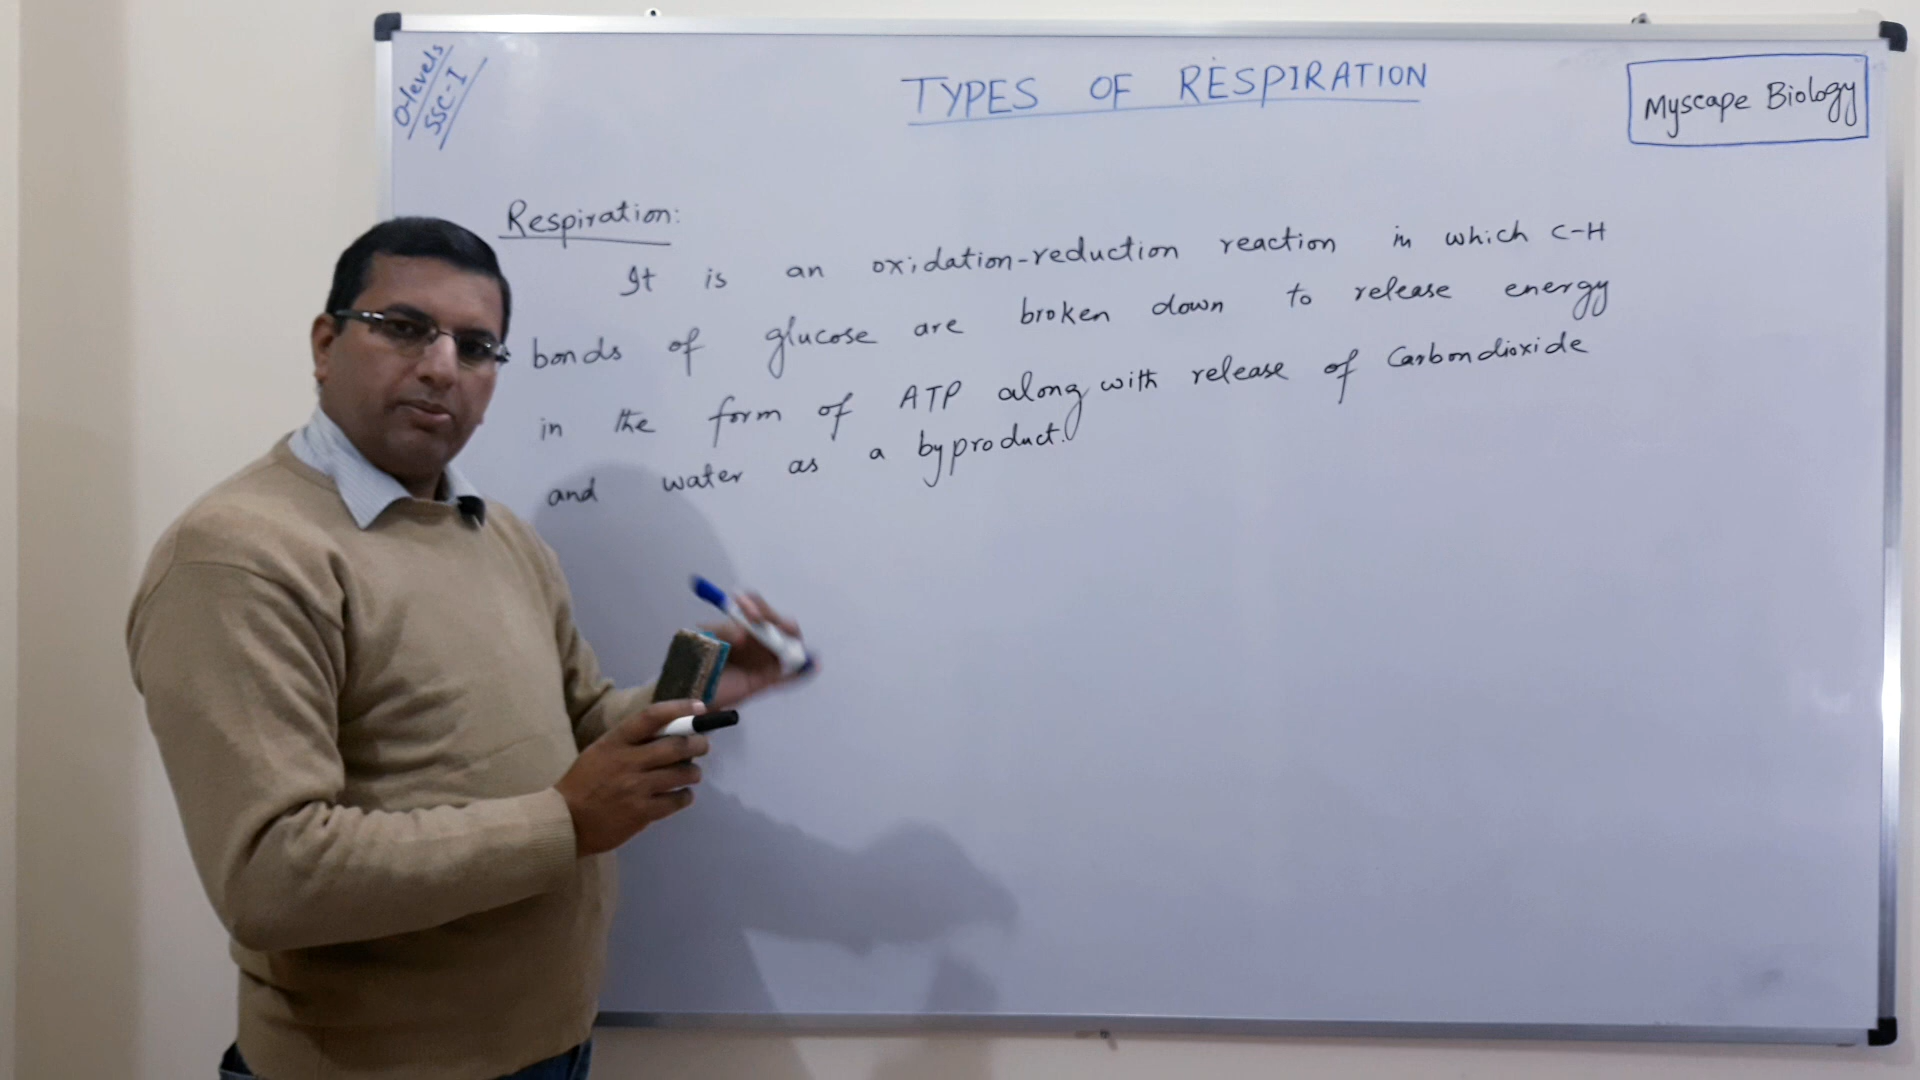 O-levels
SSC-I
TYPES OF RESPIRATION
Myscape Biology
Respiration:
It is an oxidation-reduction reaction in which C-H
bonds of glucose are broken down to release energy
in the form of ATP along with release of Carbondioxide
and water as a byproduct.